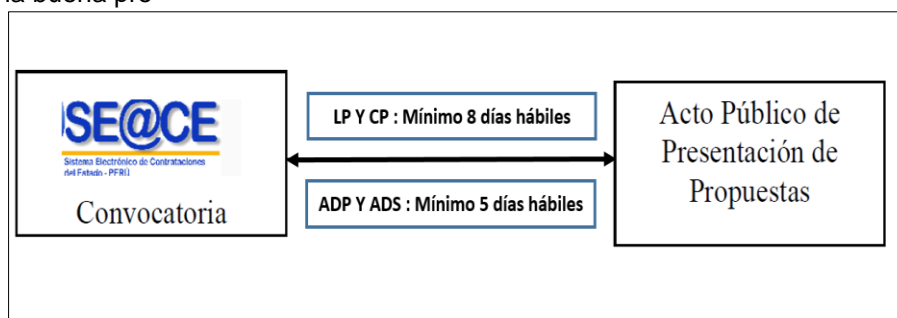 la buena pro
SE@CE
Sistema Electrónico de Contrataciones
del Estado - PERÚ
Convocatoria
LP Y CP : Mínimo 8 días hábiles
ADP Y ADS : Mínimo 5 días hábiles
Acto Público de
Presentación de
Propuestas